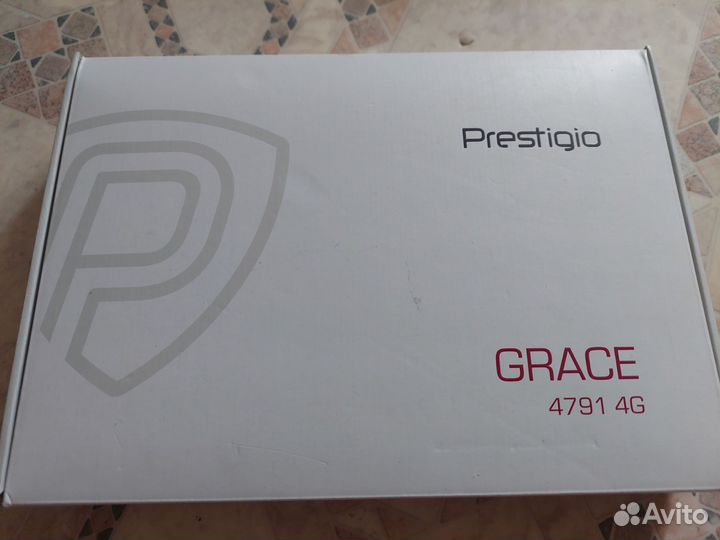 Prestigio
GRACE
4791 4G
Avito